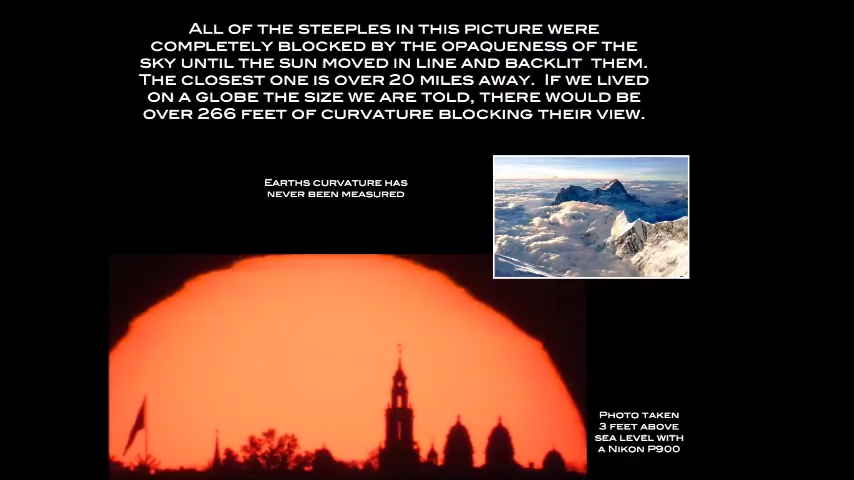 ALL OF THE STEEPLES IN THIS PICTURE WERE
COMPLETELY BLOCKED BY THE OPAQUENESS OF THE
SKY UNTIL THE SUN MOVED IN LINE AND BACKLIT THEM.
THE CLOSEST ONE IS OVER 20 MILES AWAY. IF WE LIVED
ON A GLOBE THE SIZE WE ARE TOLD, THERE WOULD BE
OVER 266 FEET OF CURVATURE BLOCKING THEIR VIEW.
EARTHS CURVATURE HAS
NEVER BEEN MEASURED
PHOTO TAKEN
3 FEET ABOVE
SEA LEVEL WITH
A NIKON P900